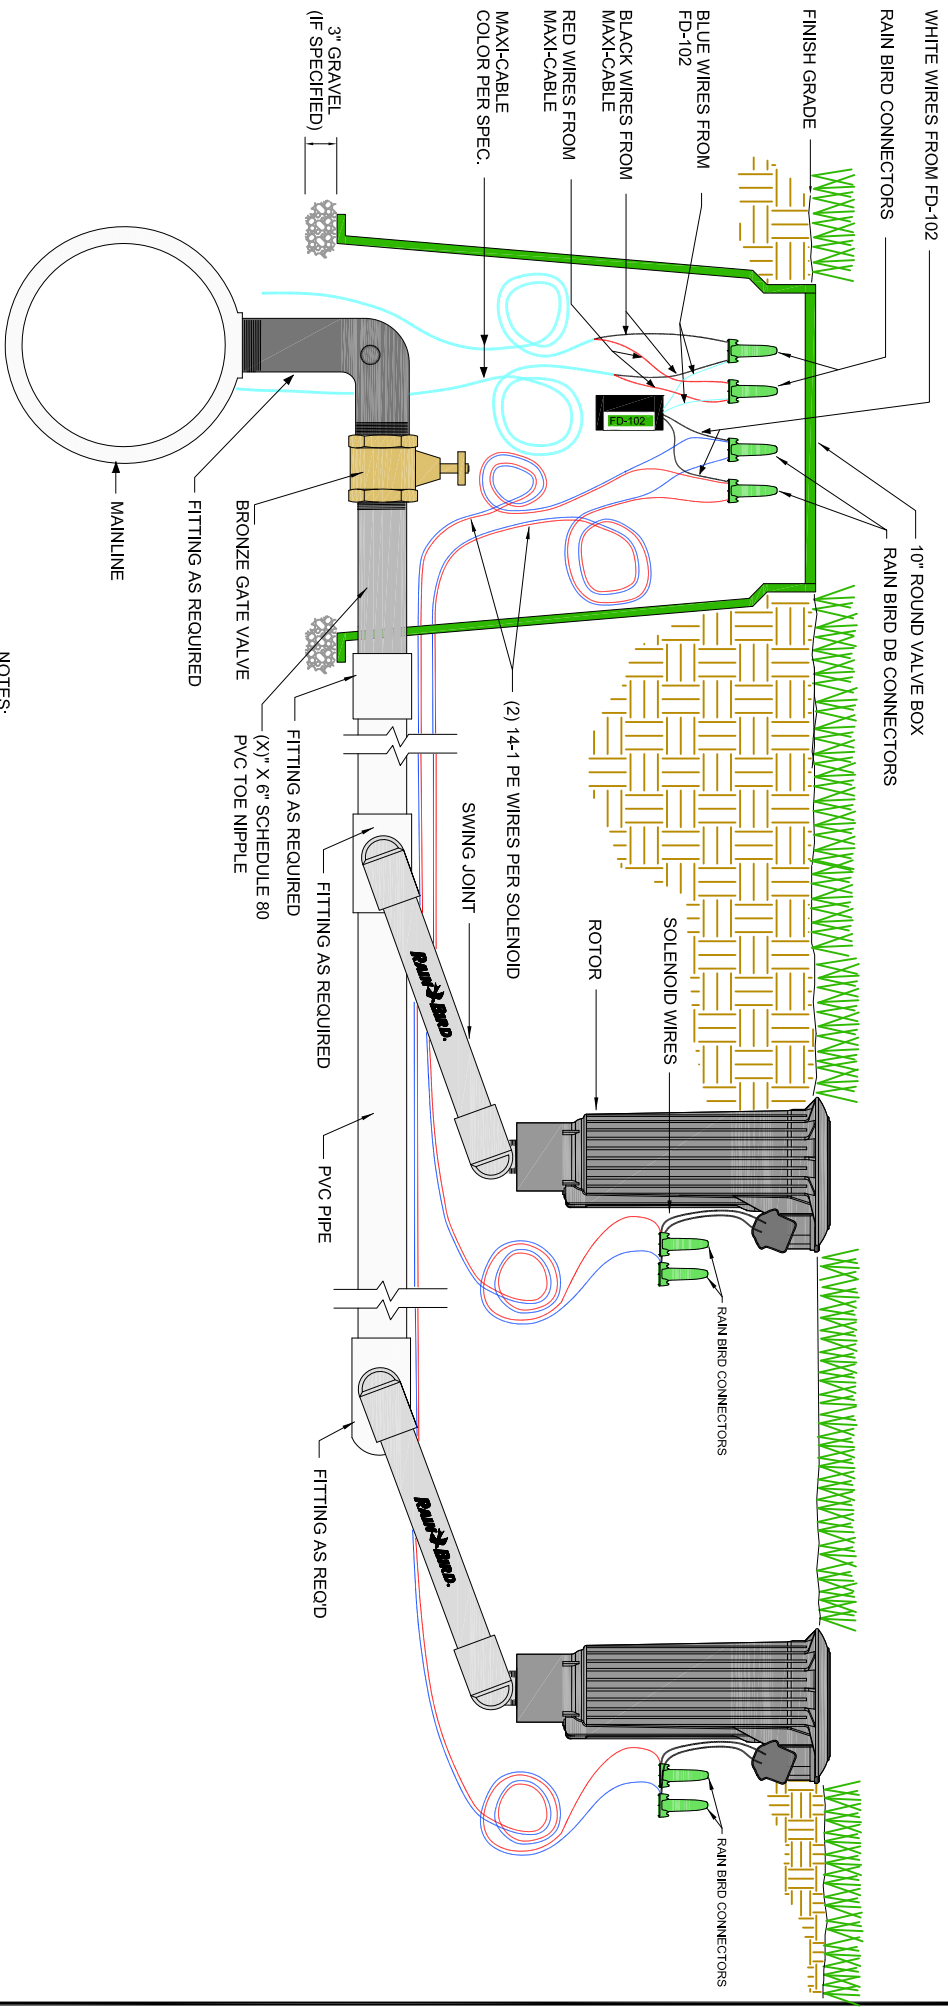 WHITE WIRES FROM FD-102
RAIN BIRD CONNECTORS
FINISH GRADE
BLUE WIRES FROM
FD-102
BLACK WIRES FROM
MAXI-CABLE
RED WIRES FROM
MAXI-CABLE
MAXI-CABLE
COLOR PER SPEC.
3" GRAVEL
(IF SPECIFIED)
FD-102
10" ROUND VALVE BOX
RAIN BIRD DB CONNECTORS
MAINLINE
FITTING AS REQUIRED
BRONZE GATE VALVE
(X)" X 6" SCHEDULE 80
PVC TOE NIPPLE
FITTING AS REQUIRED
FITTING AS REQUIRED
(2) 14-1 PE WIRES PER SOLENOID
SWING JOINT
ROTOR
SOLENOID WIRES
RAIN BIRD.
PVC PIPE
RAIN BIRD CONNECTORS
FITTING AS REQ'D
RAIN BIRD.
RAIN BIRD CONNECTORS
NOTES: